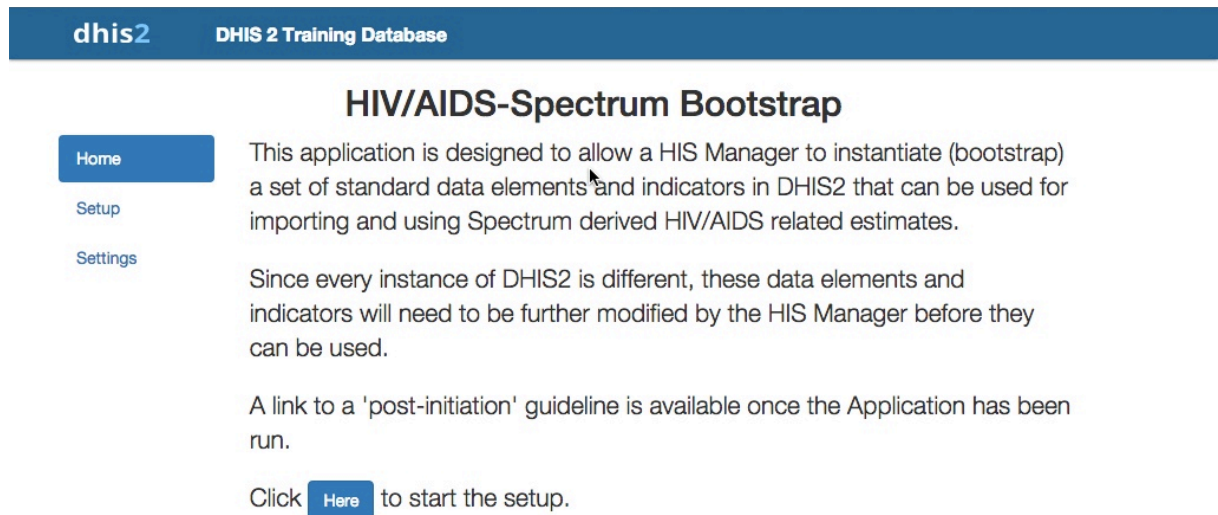 dhis2 DHIS 2 Training Database
HIV/AIDS-Spectrum Bootstrap
Home
Setup
Settings
This application is designed to allow a HIS Manager to instantiate (bootstrap)
a set of standard data elements and indicators in DHIS2 that can be used for
importing and using Spectrum derived HIV/AIDS related estimates.
Since every instance of DHIS2 is different, these data elements and
indicators will need to be further modified by the HIS Manager before they
can be used.
A link to a 'post-initiation' guideline is available once the Application has been
run.
Click Here to start the setup.